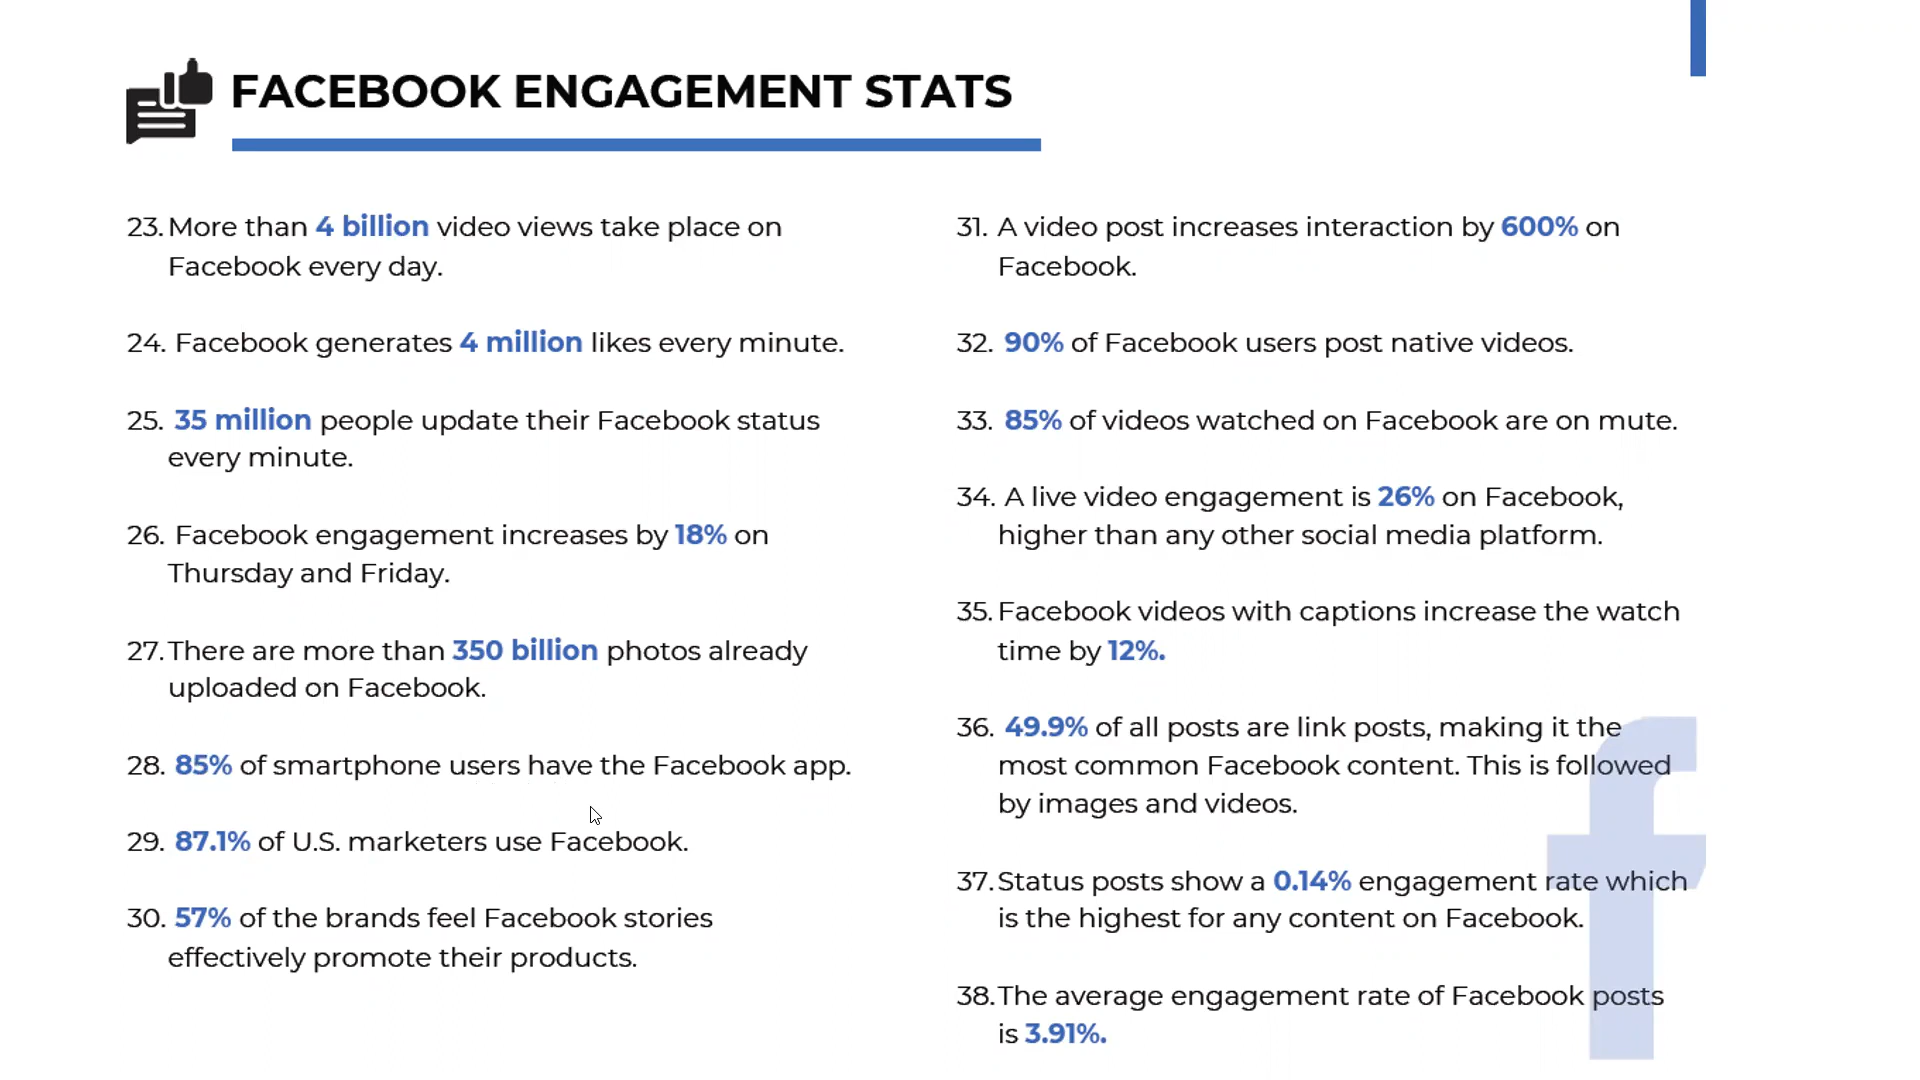 FACEBOOK ENGAGEMENT STATS
23. More than 4 billion video views take place on
Facebook every day.
24. Facebook generates 4 million likes every minute.
25. 35 million people update their Facebook status
every minute.
26. Facebook engagement increases by 18% on
Thursday and Friday.
27. There are more than 350 billion photos already
uploaded on Facebook.
28. 85% of smartphone users have the Facebook app.
29. 87.1% of U.S. marketers use Facebook.
30. 57% of the brands feel Facebook stories
effectively promote their products.
31. A video post increases interaction by 600% on
Facebook.
32. 90% of Facebook users post native videos.
33. 85% of videos watched on Facebook are on mute.
34. A live video engagement is 26% on Facebook,
higher than any other social media platform.
35. Facebook videos with captions increase the watch
time by 12%.
36. 49.9% of all posts are link posts, making it the
most common Facebook content. This is followed
by images and videos.
37. Status posts show a 0.14% engagement rate which
is the highest for any content on Facebook.
38. The average engagement rate of Facebook posts
is 3.91%.
f